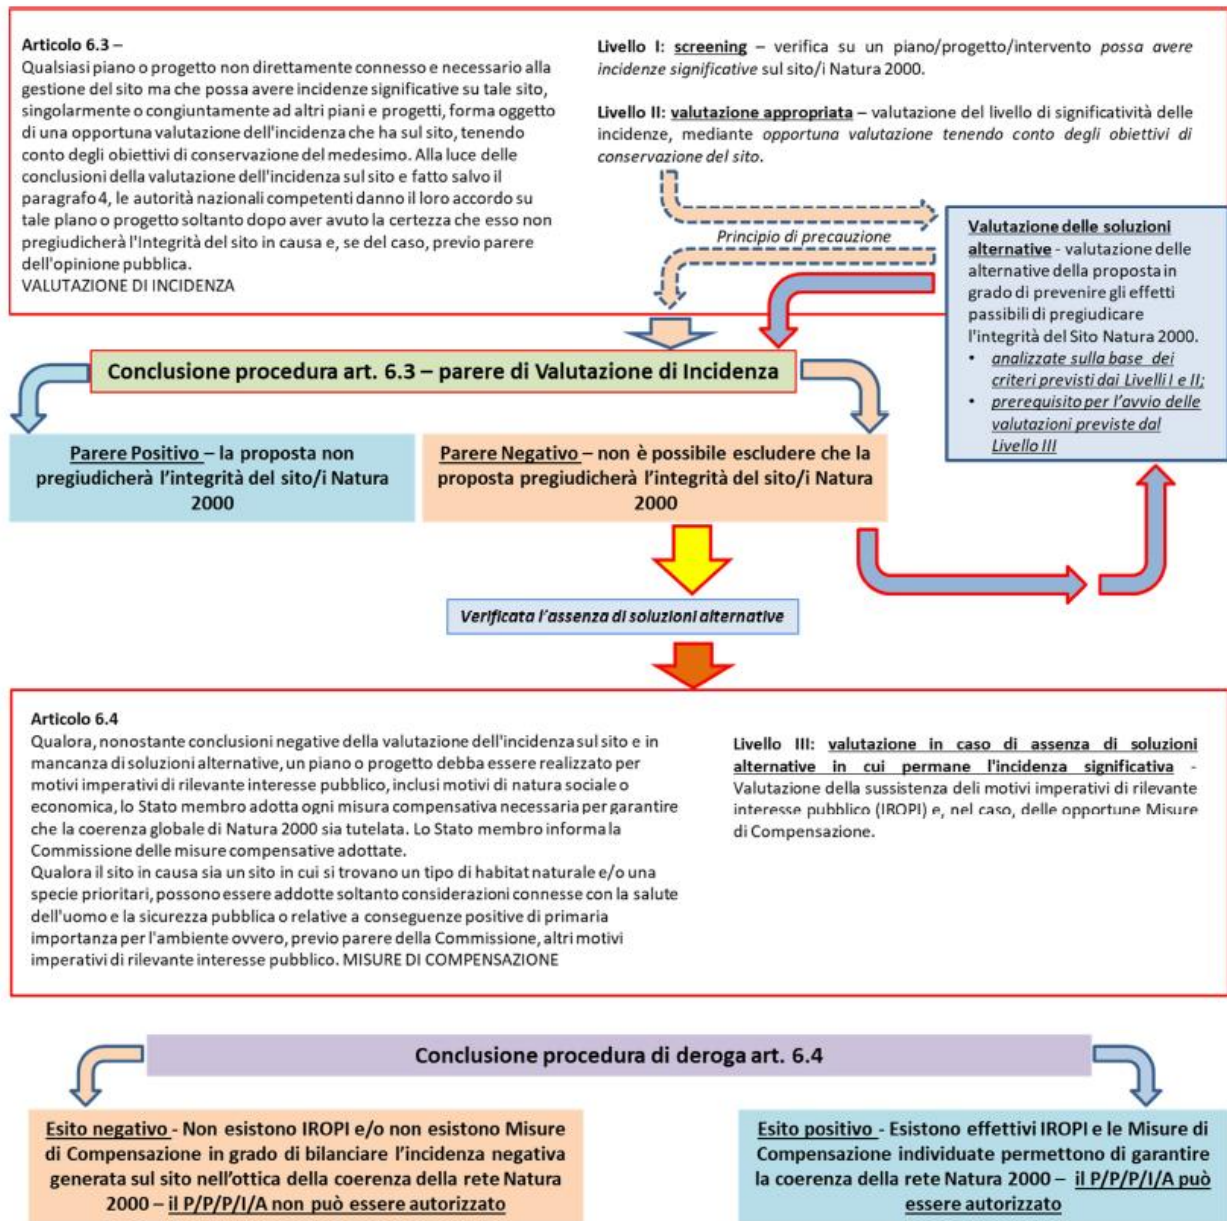 Articolo 6.3 –
Qualsiasi piano o progetto non direttamente connesso e necessario alla
gestione del sito ma che possa avere incidenze significative su tale sito,
singolarmente o congiuntamente ad altri piani e progetti, forma oggetto
di una opportuna valutazione dell'incidenza che ha sul sito, tenendo
conto degli obiettivi di conservazione del medesimo. Alla luce delle
conclusioni della valutazione dell'incidenza sul sito e fatto salvo il
paragrafo 4, le autorità nazionali competenti danno il loro accordo su
tale piano o progetto soltanto dopo aver avuto la certezza che esso non
pregiudicherà l'Integrità del sito in causa e, se del caso, previo parere
dell'opinione pubblica.
VALUTAZIONE DI INCIDENZA
Livello I: screening – verifica su un piano/progetto/intervento possa avere
incidenze significative sul sito/i Natura 2000.
Livello II: valutazione appropriata – valutazione del livello di significatività delle
incidenze, mediante opportuna valutazione tenendo conto degli obiettivi di
conservazione del sito.
Principio di precauzione
Valutazione delle soluzioni
alternative - valutazione delle
alternative della proposta in
grado di prevenire gli effetti
passibili di pregiudicare
l'integrità del Sito Natura 2000.
• analizzate sulla base dei
criteri previsti dai Livelli I e II;
• prerequisito per l'avvio delle
valutazioni previste dal
Livello III
Conclusione procedura art. 6.3 – parere di Valutazione di Incidenza
Parere Positivo – la proposta non
pregiudicherà l'integrità del sito/i Natura
2000
Parere Negativo – non è possibile escludere che la
proposta pregiudicherà l'integrità del sito/i Natura
2000
Verificata l'assenza di soluzioni alternative
Articolo 6.4
Qualora, nonostante conclusioni negative della valutazione dell'incidenza sul sito e in
mancanza di soluzioni alternative, un piano o progetto debba essere realizzato per
motivi imperativi di rilevante interesse pubblico, inclusi motivi di natura sociale o
economica, lo Stato membro adotta ogni misura compensativa necessaria per garantire
che la coerenza globale di Natura 2000 sia tutelata. Lo Stato membro informa la
Commissione delle misure compensative adottate.
Qualora il sito in causa sia un sito in cui si trovano un tipo di habitat naturale e/o una
specie prioritari, possono essere addotte soltanto considerazioni connesse con la salute
dell'uomo e la sicurezza pubblica o relative a conseguenze positive di primaria
importanza per l'ambiente ovvero, previo parere della Commissione, altri motivi
imperativi di rilevante interesse pubblico. MISURE DI COMPENSAZIONE
Livello III: valutazione in caso di assenza di soluzioni
alternative in cui permane l'incidenza significativa -
Valutazione della sussistenza deli motivi imperativi di rilevante
interesse pubblico (IROPI) e, nel caso, delle opportune Misure
di Compensazione.
Conclusione procedura di deroga art. 6.4
Esito negativo - Non esistono IROPI e/o non esistono Misure
di Compensazione in grado di bilanciare l'incidenza negativa
generata sul sito nell'ottica della coerenza della rete Natura
2000 – il P/P/P/I/A non può essere autorizzato
Esito positivo - Esistono effettivi IROPI e le Misure di
Compensazione individuate permettono di garantire
la coerenza della rete Natura 2000 – il P/P/P/I/A può
essere autorizzato